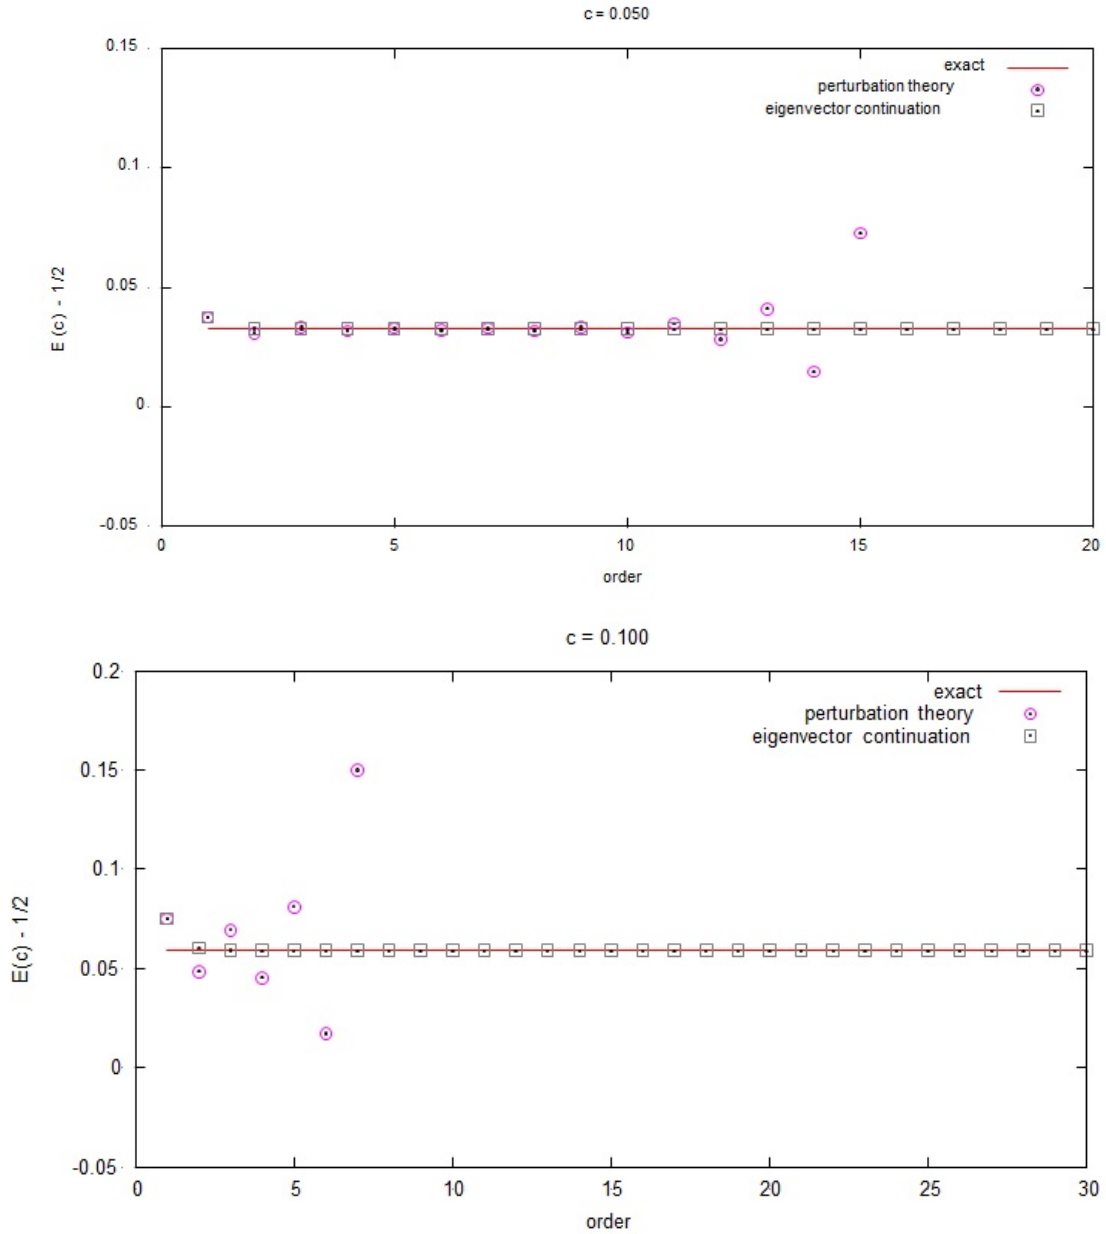 c = 0.050
0.15
exact
perturbation theory
eigenvector continuation
0.1
0.05
E (c) - 1/2
0
-0.05
0 5 10 15 20
order
c = 0.100
0.2
exact
perturbation theory
eigenvector continuation
0.15
0.1
E(c) - 1/2
0.05
0
-0.05
0 5 10 15 20 25 30
order